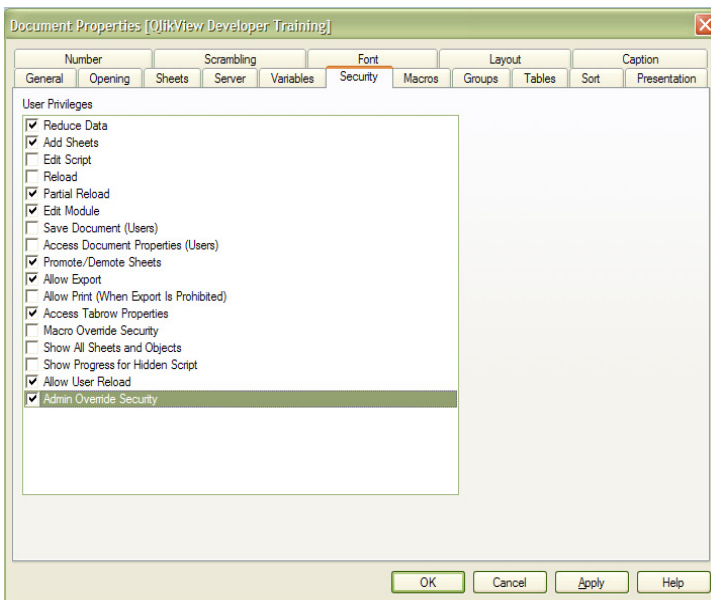 Document Properties [QlikView Developer Training]
Number Scrambling Font Layout Caption
General Opening Sheets Server Variables Security Macros Groups Tables Sort Presentation
User Privileges
Reduce Data
Add Sheets
Edit Script
Reload
Partial Reload
Edit Module
Save Document (Users)
Access Document Properties (Users)
Promote/Demote Sheets
Allow Export
Allow Print (When Export Is Prohibited)
Access Tabrow Properties
Macro Override Security
Show All Sheets and Objects
Show Progress for Hidden Script
Allow User Reload
Admin Override Security
OK Cancel Apply Help